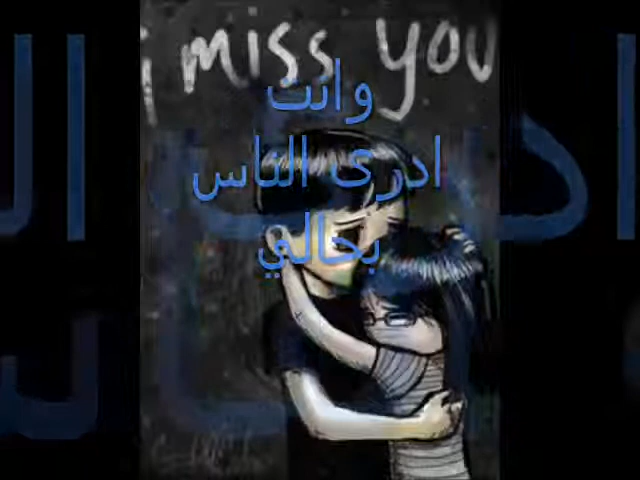 i miss you
وانت
ادرى الناس
بحالي